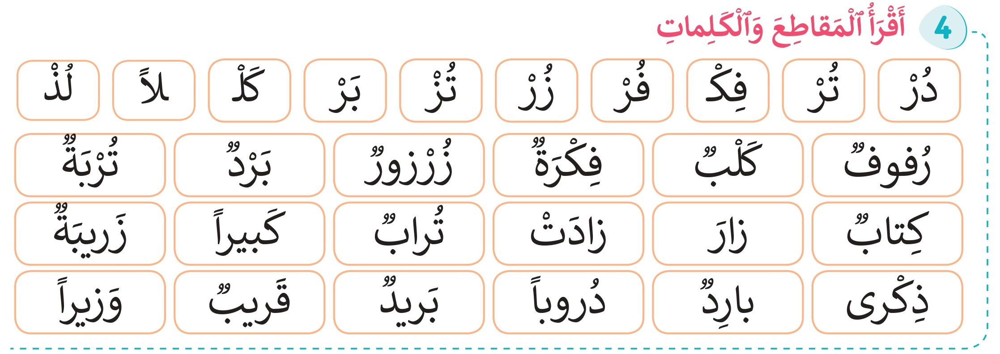 4 أَقْرَأُ ٱلْمَقاطِعَ وَٱلْكَلِماتِ
دُرْ تُرْ فِكْـ فُرْ زُرْ تُزْ بَرْ كَلْـ ـلاً لُذْ
رُفوفٌ كَلْبٌ فِكْرَةٌ زُرْزورٌ بَرْدٌ تُرْبَةٌ
كِتابٌ زارَ زادَتْ تُرابٌ كَبيراً زَريبَةٌ
ذِكْرى بارِدٌ دُروباً بَريدٌ قَريبٌ وَزيراً